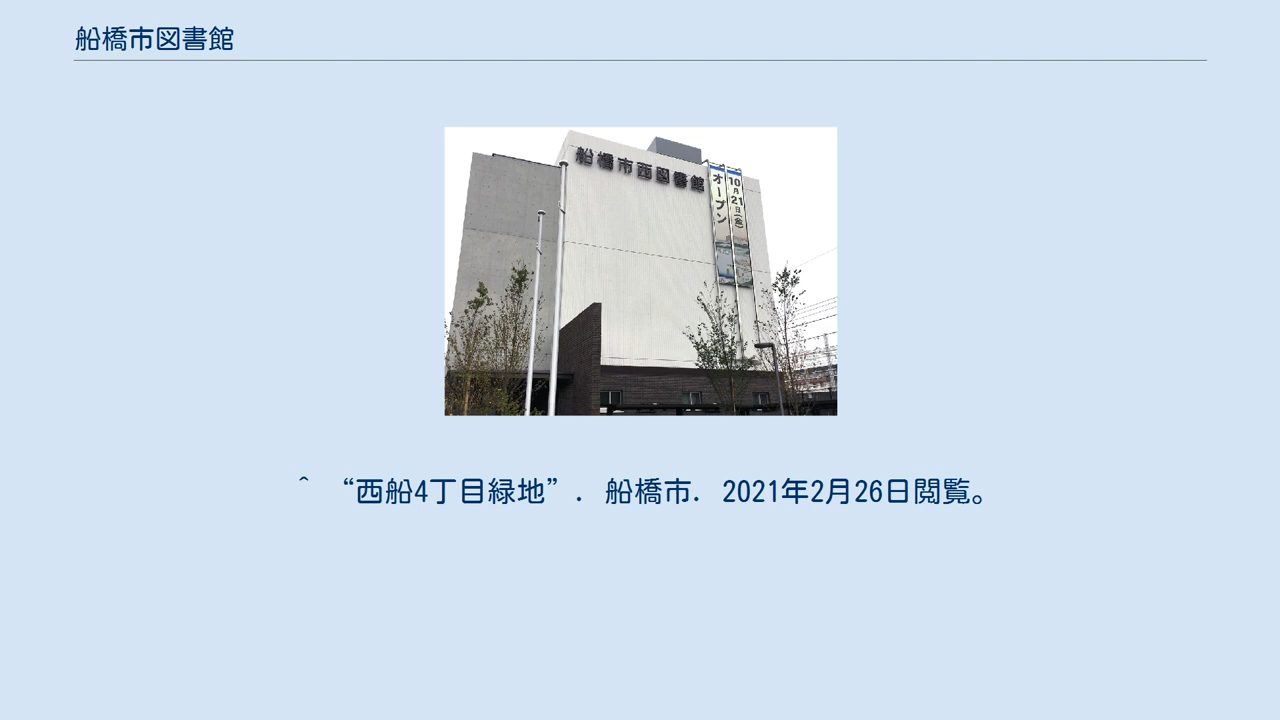 船橋市図書館
船橋市西図書館
オープン
10月21日(金)
^ “西船4丁目緑地”. 船橋市. 2021年2月26日閲覧。